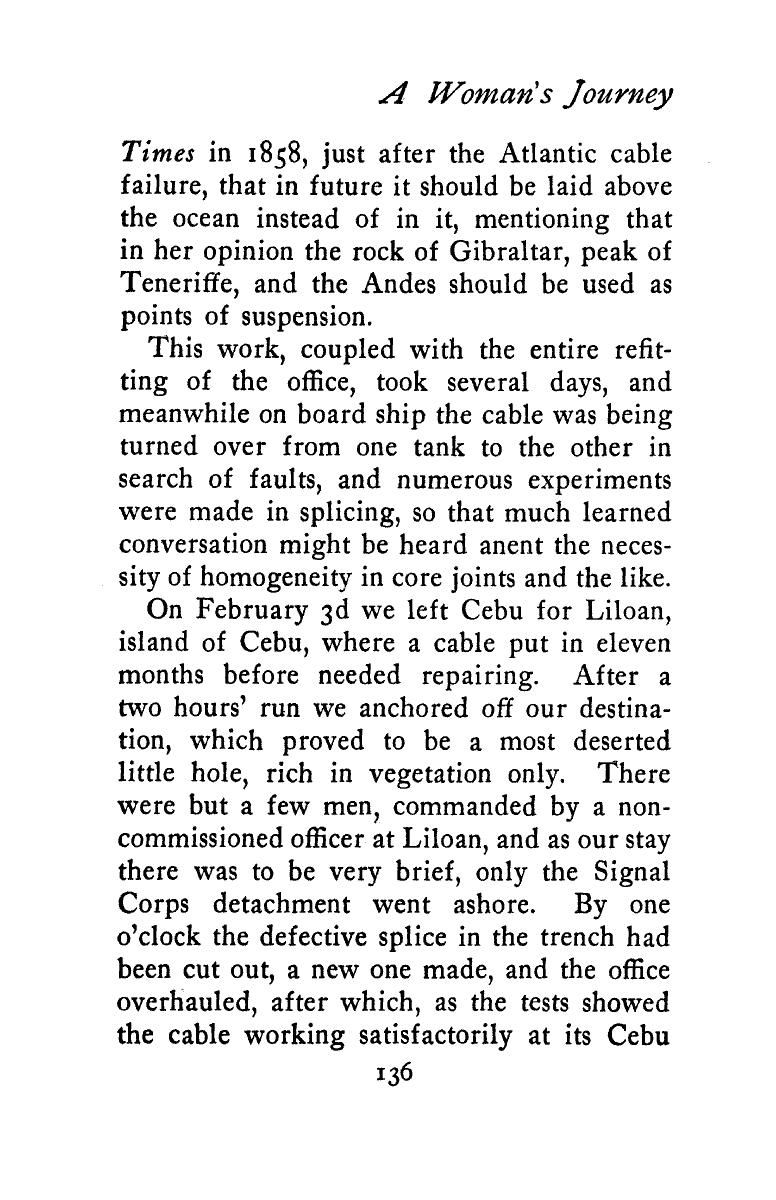 A Woman's Journey
Times in 1858, just after the Atlantic cable
failure, that in future it should be laid above
the ocean instead of in it, mentioning that
in her opinion the rock of Gibraltar, peak of
Teneriffe, and the Andes should be used as
points of suspension.
This work, coupled with the entire refit-
ting of the office, took several days, and
meanwhile on board ship the cable was being
turned over from one tank to the other in
search of faults, and numerous experiments
were made in splicing, so that much learned
conversation might be heard anent the neces-
sity of homogeneity in core joints and the like.
On February 3d we left Cebu for Liloan,
island of Cebu, where a cable put in eleven
months before needed repairing. After a
two hours' run we anchored off our destina-
tion, which proved to be a most deserted
little hole, rich in vegetation only. There
were but a few men, commanded by a non-
commissioned officer at Liloan, and as our stay
there was to be very brief, only the Signal
Corps detachment went ashore. By one
o'clock the defective splice in the trench had
been cut out, a new one made, and the office
overhauled, after which, as the tests showed
the cable working satisfactorily at its Cebu
136